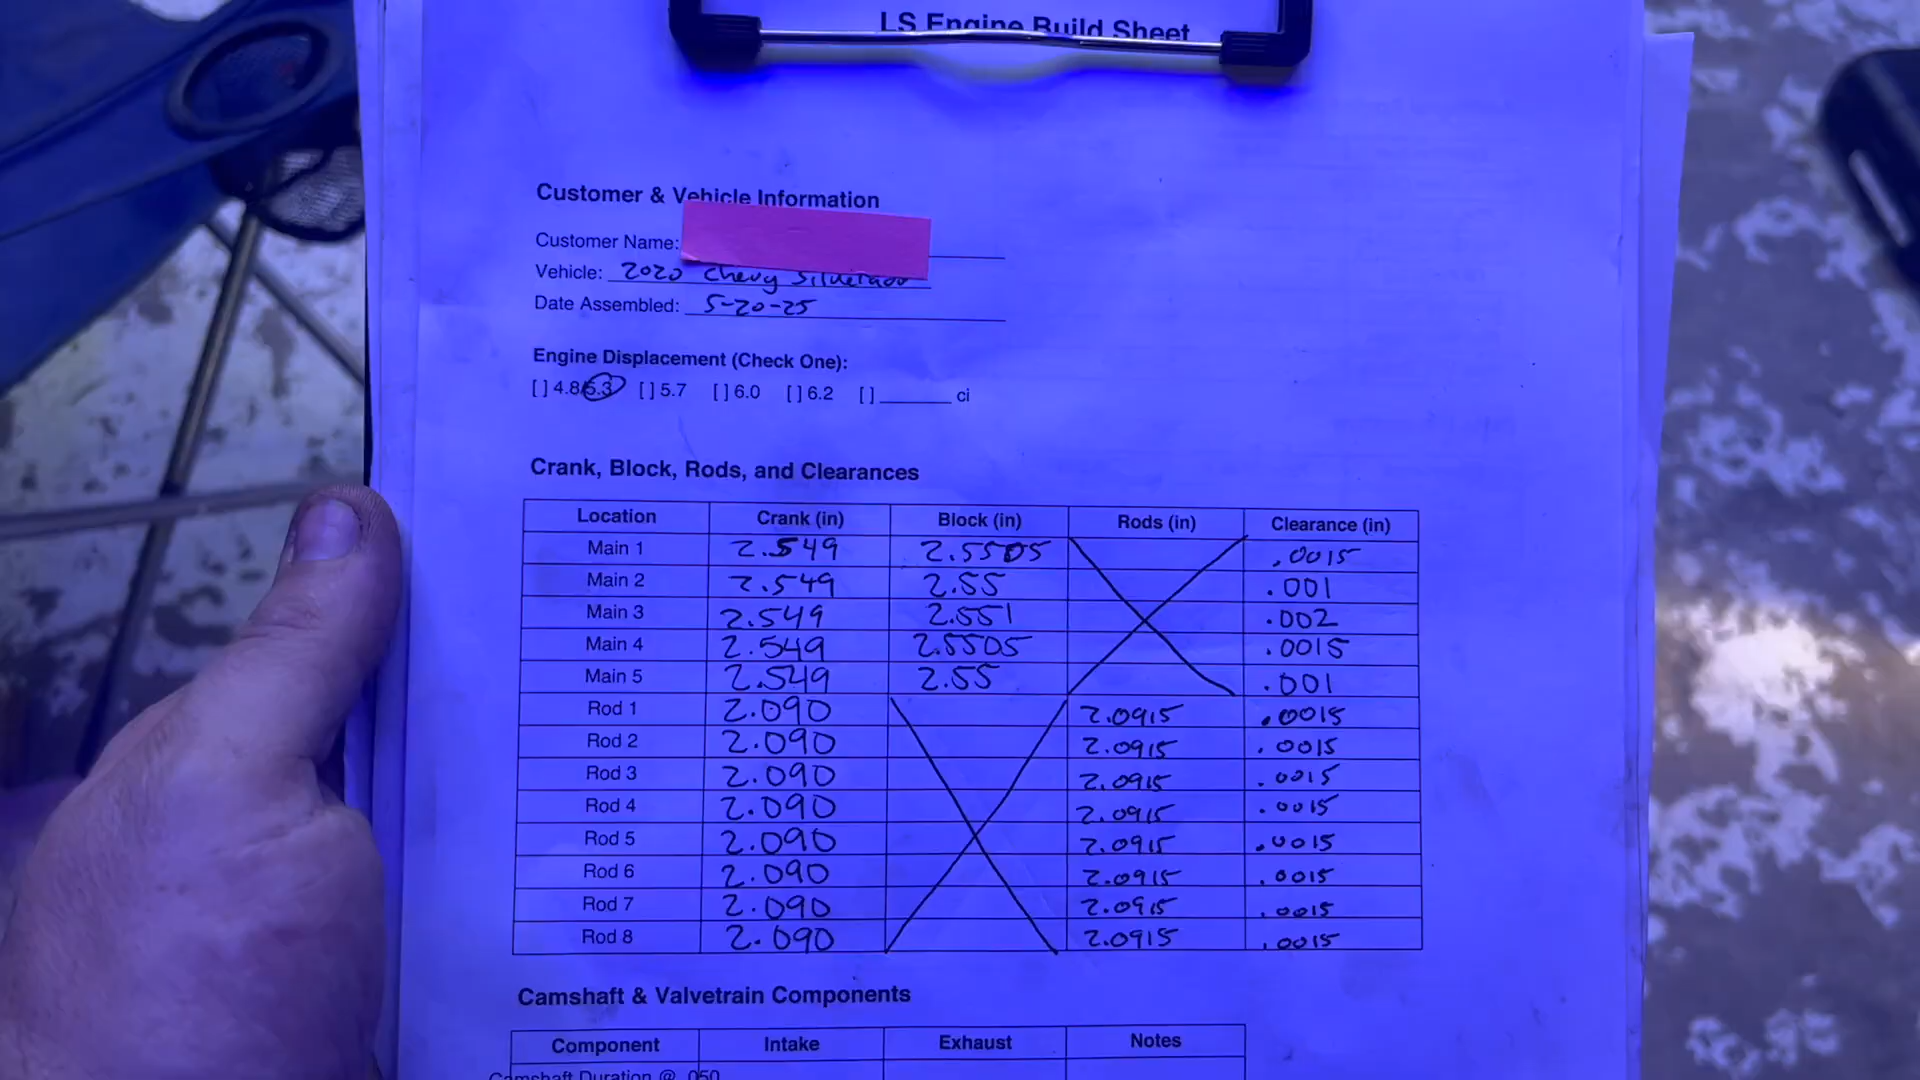 LS Engine Build Sheet
Customer & Vehicle Information
Customer Name:
Vehicle: 2020 Chevy Silverado
Date Assembled: 5-20-25
Engine Displacement (Check One):
[ ] 4.8/5.3 [ ] 5.7 [ ] 6.0 [ ] 6.2 [ ] ________ ci
Crank, Block, Rods, and Clearances
Location Crank (in) Block (in) Rods (in) Clearance (in)
Main 1 2.549 2.5505 .0015
Main 2 2.549 2.55 .001
Main 3 2.549 2.551 .002
Main 4 2.549 2.5505 .0015
Main 5 2.549 2.55 .001
Rod 1 2.090 2.0915 .0015
Rod 2 2.090 2.0915 .0015
Rod 3 2.090 2.0915 .0015
Rod 4 2.090 2.0915 .0015
Rod 5 2.090 2.0915 .0015
Rod 6 2.090 2.0915 .0015
Rod 7 2.090 2.0915 .0015
Rod 8 2.090 2.0915 .0015
Camshaft & Valvetrain Components
Component Intake Exhaust Notes
Camshaft Duration @ .050